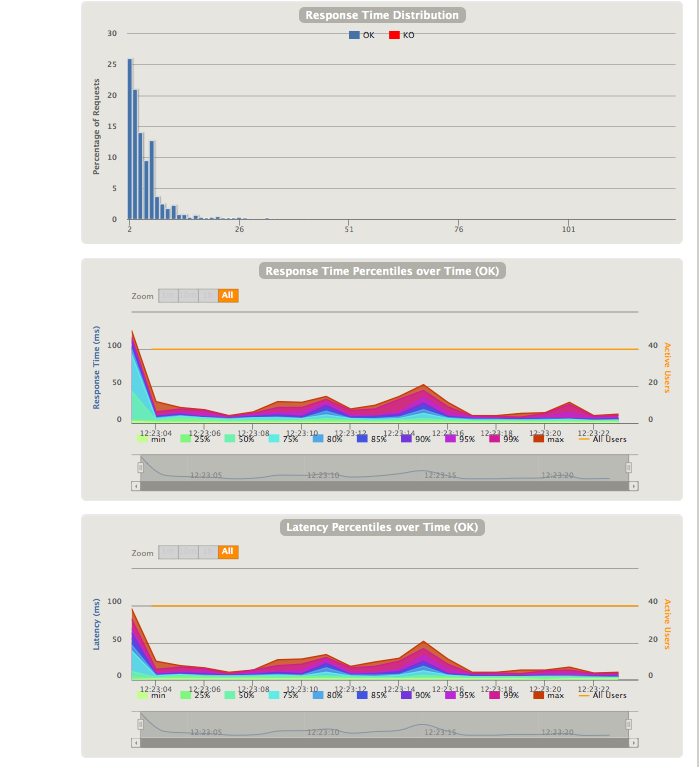 Response Time Distribution
OK KO
30
25
20
15
10
5
0
Percentage of Requests
2 26 51 76 101
Response Time Percentiles over Time (OK)
Zoom All
100
50
0
Response Time (ms)
40
20
0
Active Users
12:23:04 12:23:06 12:23:08 12:23:10 12:23:12 12:23:14 12:23:16 12:23:18 12:23:20 12:23:22
min 25% 50% 75% 80% 85% 90% 95% 99% max All Users
12:23:05 12:23:10 12:23:15 12:23:20
Latency Percentiles over Time (OK)
Zoom All
100
50
0
Latency (ms)
40
20
0
Active Users
12:23:04 12:23:06 12:23:08 12:23:10 12:23:12 12:23:14 12:23:16 12:23:18 12:23:20 12:23:22
min 25% 50% 75% 80% 85% 90% 95% 99% max All Users
12:23:05 12:23:10 12:23:15 12:23:20